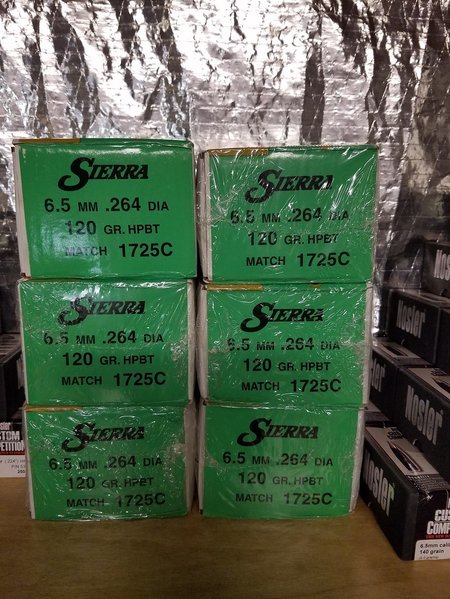 SIERRA
6.5 MM .264 DIA
120 GR. HPBT
MATCH 1725C
SIERRA
6.5 MM .264 DIA
120 GR. HPBT
MATCH 1725C
SIERRA
6.5 MM .264 DIA
120 GR. HPBT
MATCH 1725C
SIERRA
6.5 MM .264 DIA
120 GR. HPBT
MATCH 1725C
SIERRA
6.5 MM .264 DIA
120 GR. HPBT
MATCH 1725C
SIERRA
6.5 MM .264 DIA
120 GR. HPBT
MATCH 1725C
Nosler
Nosler
Nosler
Nosler
140 grain